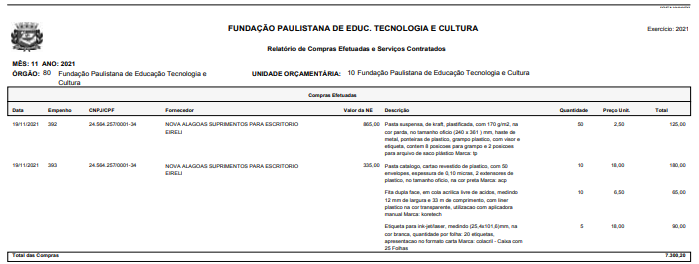 FUNDAÇÃO PAULISTANA DE EDUC. TECNOLOGIA E CULTURA
Exercício: 2021
Relatório de Compras Efetuadas e Serviços Contratados
MÊS: 11 ANO: 2021
ÓRGÃO: 80 Fundação Paulistana de Educação Tecnologia e Cultura
UNIDADE ORÇAMENTÁRIA: 10 Fundação Paulistana de Educação Tecnologia e Cultura
Compras Efetuadas
Data Empenho CNPJ/CPF Fornecedor Valor da NE Descrição Quantidade Preço Unit. Total
19/11/2021 392 24.564.257/0001-34 NOVA ALAGOAS SUPRIMENTOS PARA ESCRITORIO 865,00 Pasta suspensa, de kraft, plastificada, com 170 g/m2, na 50 2,50 125,00
EIRELI cor parda, no tamanho oficio (240 x 361 ) mm, haste de
metal, ponteiras de plastico, grampo plastico, com visor e
etiqueta, contem 8 posicoes para grampo e 2 posicoes
para arquivo de saco plástico Marca: tp
19/11/2021 393 24.564.257/0001-34 NOVA ALAGOAS SUPRIMENTOS PARA ESCRITORIO 335,00 Pasta catalogo, cartao revestido de plastico, com 50 10 18,00 180,00
EIRELI envelopes, espessura de 0,10 micras, 2 extensores de
plastico, no tamanho oficio, na cor preta Marca: acp
Fita dupla face, em cola acrilica livre de acidos, medindo 10 6,50 65,00
12 mm de largura e 33 m de comprimento, com liner
plastico na cor transparente, utilizacao com aplicadora
manual Marca: koretech
Etiqueta para ink-jet/laser, medindo (25,4x101,6)mm, na 5 18,00 90,00
cor branca, quantidade por folha: 20 etiquetas,
apresentacao no formato carta Marca: colacril - Caixa com
25 Folhas
Total das Compras 7.300,20